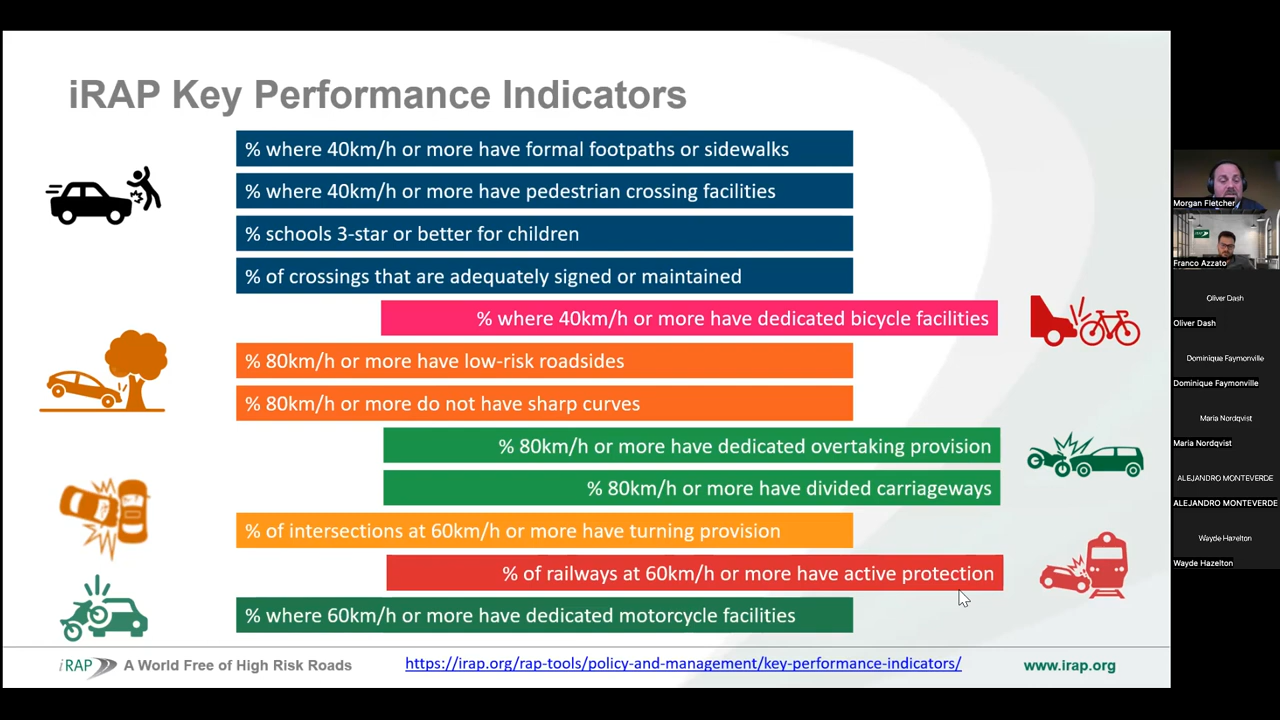 iRAP Key Performance Indicators
% where 40km/h or more have formal footpaths or sidewalks
% where 40km/h or more have pedestrian crossing facilities
% schools 3-star or better for children
% of crossings that are adequately signed or maintained
% where 40km/h or more have dedicated bicycle facilities
% 80km/h or more have low-risk roadsides
% 80km/h or more do not have sharp curves
% 80km/h or more have dedicated overtaking provision
% 80km/h or more have divided carriageways
% of intersections at 60km/h or more have turning provision
% of railways at 60km/h or more have active protection
% where 60km/h or more have dedicated motorcycle facilities
iRAP A World Free of High Risk Roads
https://irap.org/rap-tools/policy-and-management/key-performance-indicators/
www.irap.org
Morgan Fletcher
iRAP
Franco Azzato
Oliver Dash
Oliver Dash
Dominique Faymonville
Dominique Faymonville
Maria Nordqvist
Maria Nordqvist
ALEJANDRO MONTEVERDE
ALEJANDRO MONTEVERDE
Wayde Hazelton
Wayde Hazelton